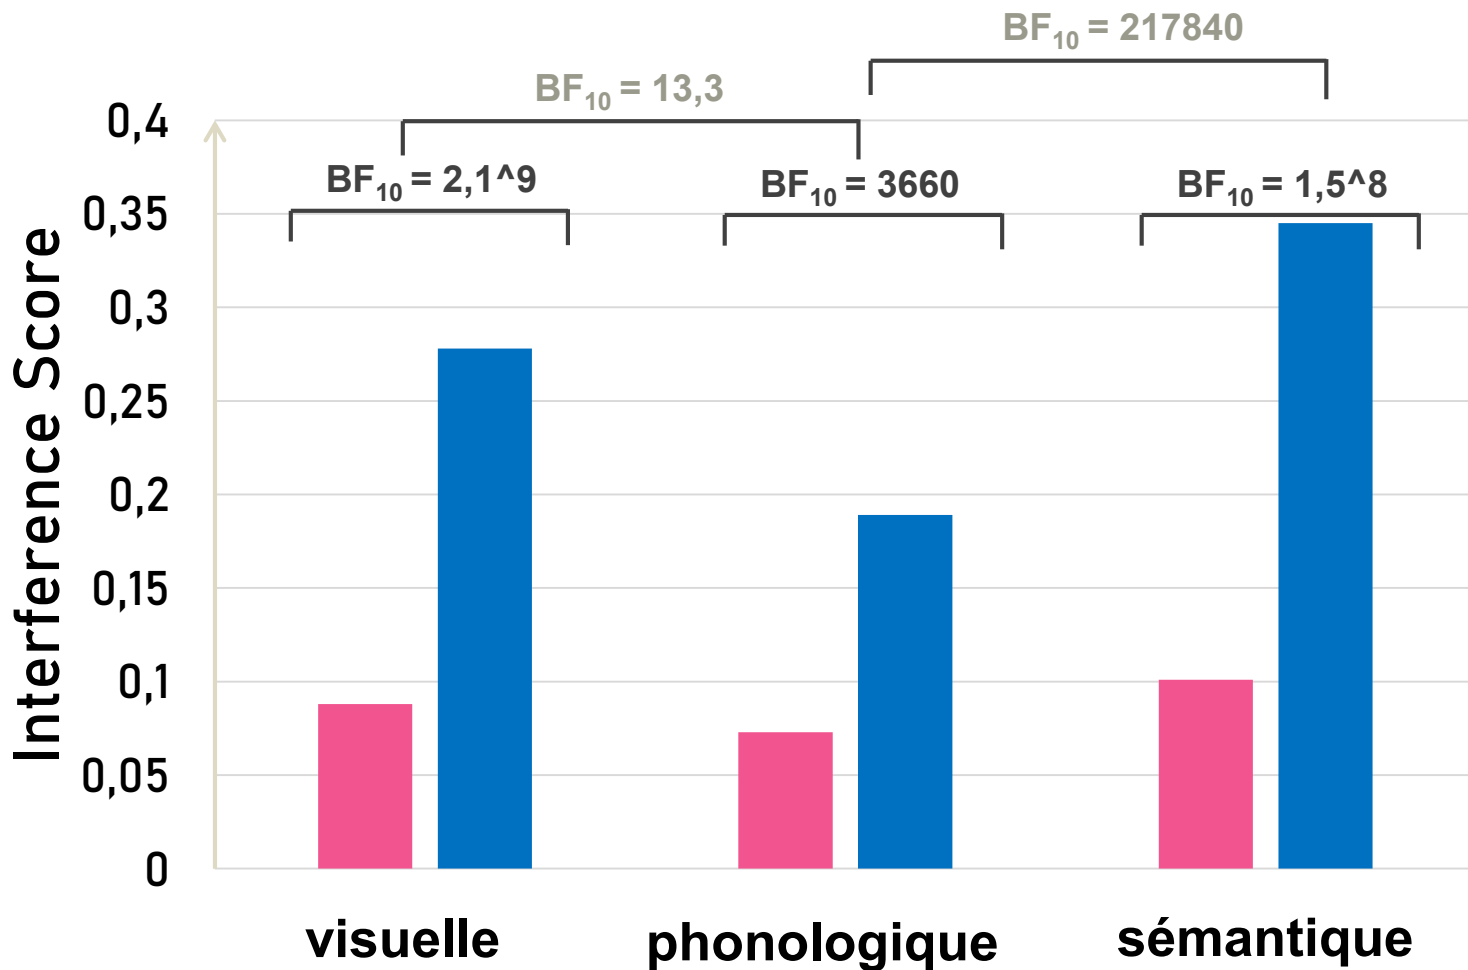 BF₁₀ = 217840
BF₁₀ = 13,3
BF₁₀ = 2,1^9
BF₁₀ = 3660
BF₁₀ = 1,5^8
Interference Score
0,4
0,35
0,3
0,25
0,2
0,15
0,1
0,05
0
visuelle
phonologique
sémantique